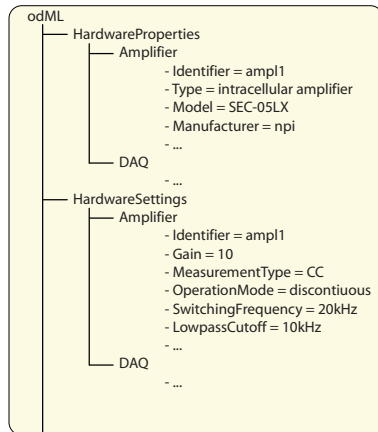 odML
HardwareProperties
Amplifier
- Identifier = ampl1
- Type = intracellular amplifier
- Model = SEC-05LX
- Manufacturer = npi
- ...
DAQ
- ...
HardwareSettings
Amplifier
- Identifier = ampl1
- Gain = 10
- MeasurementType = CC
- OperationMode = discontiuous
- SwitchingFrequency = 20kHz
- LowpassCutoff = 10kHz
- ...
DAQ
- ...